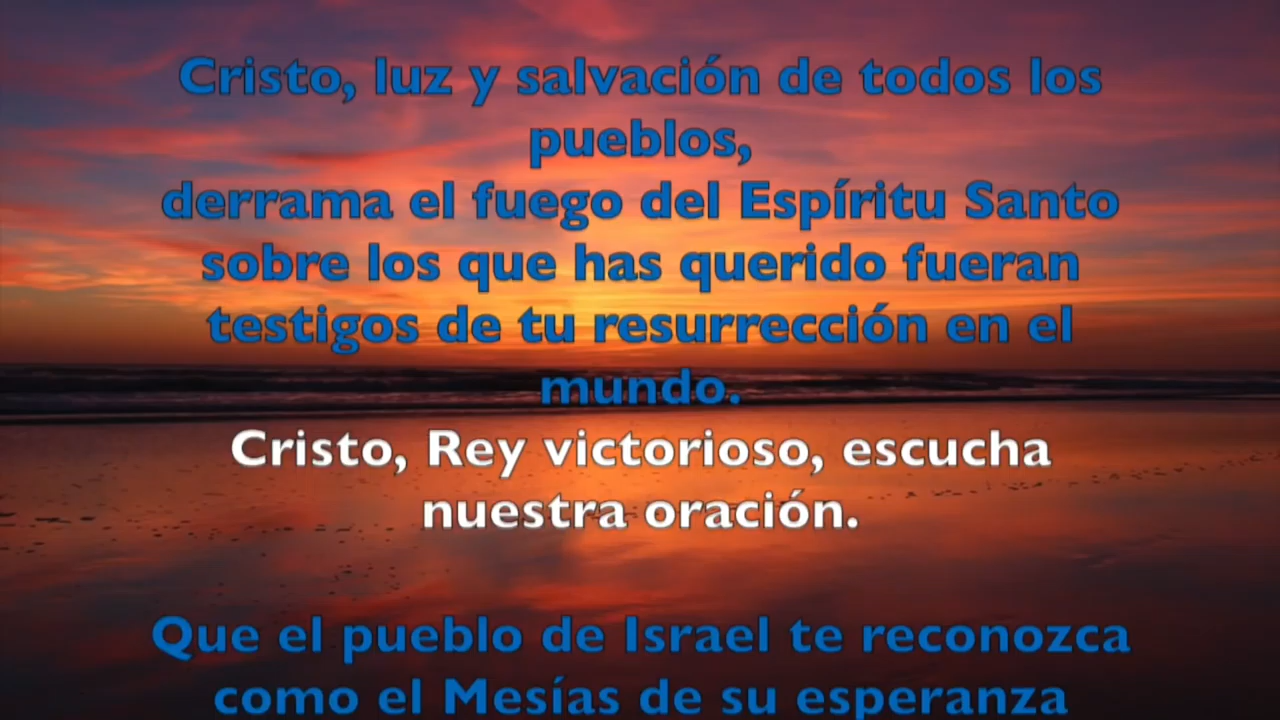 Cristo, luz y salvación de todos los
pueblos,
derrama el fuego del Espíritu Santo
sobre los que has querido fueran
testigos de tu resurrección en el
mundo.
Cristo, Rey victorioso, escucha
nuestra oración.
Que el pueblo de Israel te reconozca
como el Mesías de su esperanza